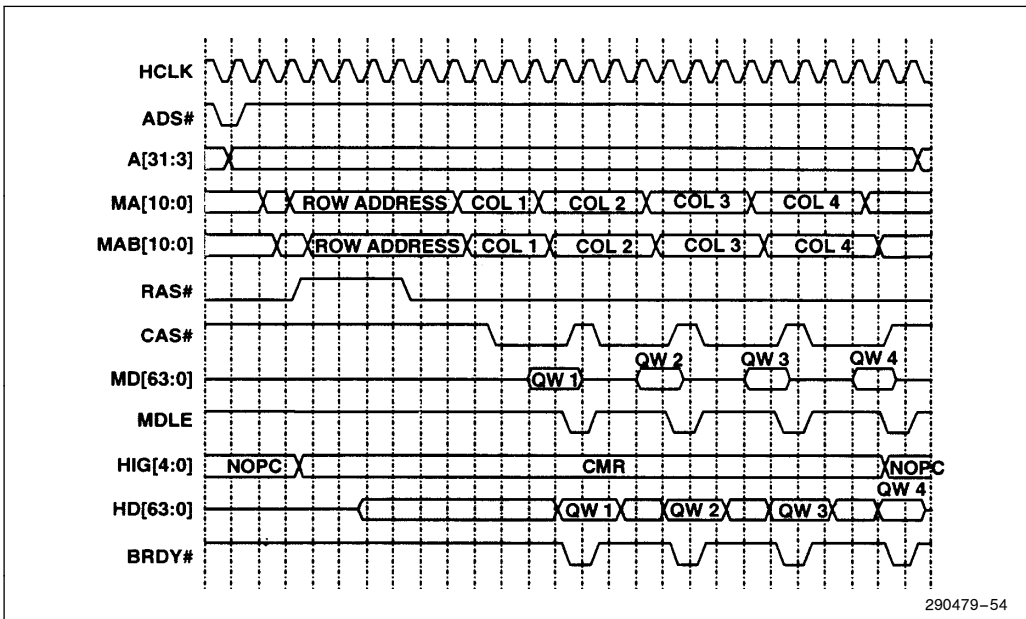 HCLK
ADS#
A[31:3]
MA[10:0] ROW ADDRESS COL 1 COL 2 COL 3 COL 4
MAB[10:0] ROW ADDRESS COL 1 COL 2 COL 3 COL 4
RAS#
CAS#
MD[63:0] QW 1 QW 2 QW 3 QW 4
MDLE
HIG[4:0] NOPC CMR NOPC
HD[63:0] QW 1 QW 2 QW 3 QW 4
BRDY#
290479–54